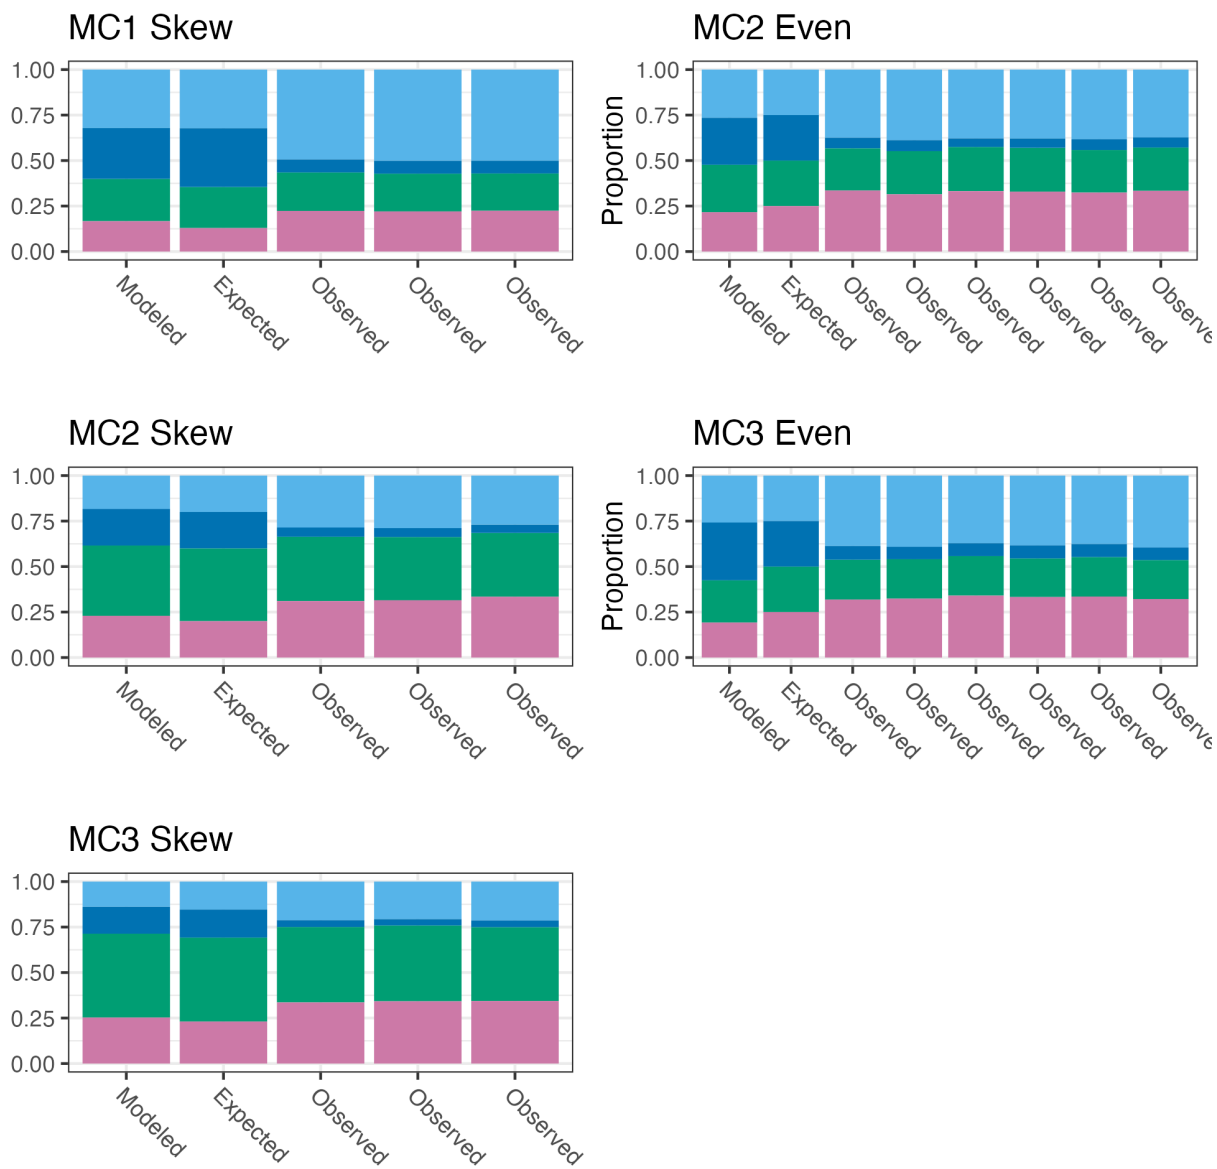 MC1 Skew
1.00
0.75
0.50
0.25
0.00
Modeled
Expected
Observed
Observed
Observed
MC2 Even
Proportion
1.00
0.75
0.50
0.25
0.00
Modeled
Expected
Observed
Observed
Observed
Observed
Observed
Observe
MC2 Skew
1.00
0.75
0.50
0.25
0.00
Modeled
Expected
Observed
Observed
Observed
MC3 Even
Proportion
1.00
0.75
0.50
0.25
0.00
Modeled
Expected
Observed
Observed
Observed
Observed
Observed
Observe
MC3 Skew
1.00
0.75
0.50
0.25
0.00
Modeled
Expected
Observed
Observed
Observed